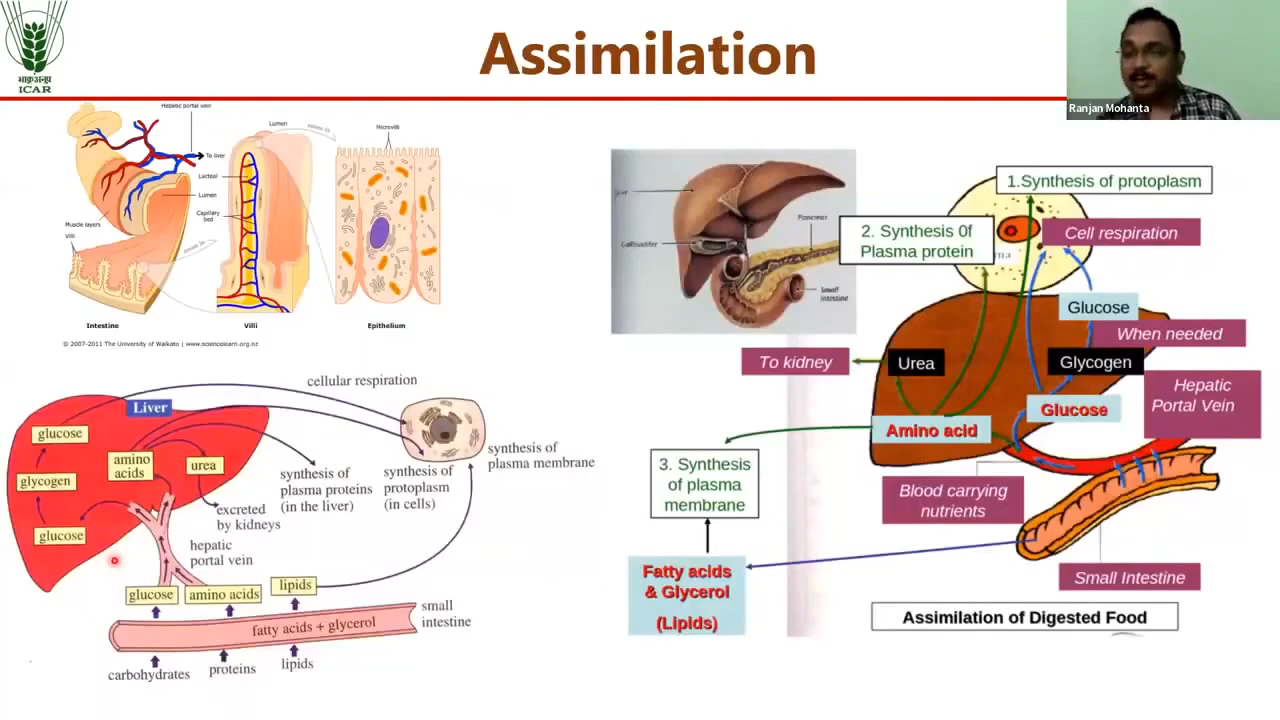 Assimilation
भाकृअनुप
ICAR
Ranjan Mohanta
Hepatic portal vein
To liver
Lacteal
Lumen
Capillary
bed
Muscle layers
Villi
Lumen
zooms in
zooms in
Microvilli
Intestine
Villi
Epithelium
© 2007-2011 The University of Waikato | www.sciencelearn.org.nz
cellular respiration
Liver
glucose
glycogen
glucose
amino
acids
urea
excreted
by kidneys
synthesis of
plasma proteins
(in the liver)
synthesis of
protoplasm
(in cells)
synthesis of
plasma membrane
hepatic
portal vein
glucose
amino acids
lipids
fatty acids + glycerol
small
intestine
carbohydrates
proteins
lipids
Gallbladder
Pancreas
Small
intestine
1.Synthesis of protoplasm
2. Synthesis 0f
Plasma protein
Cell respiration
Glucose
When needed
To kidney
Urea
Glycogen
Hepatic
Portal Vein
Glucose
Amino acid
3. Synthesis
of plasma
membrane
Blood carrying
nutrients
Fatty acids
& Glycerol
(Lipids)
Small Intestine
Assimilation of Digested Food